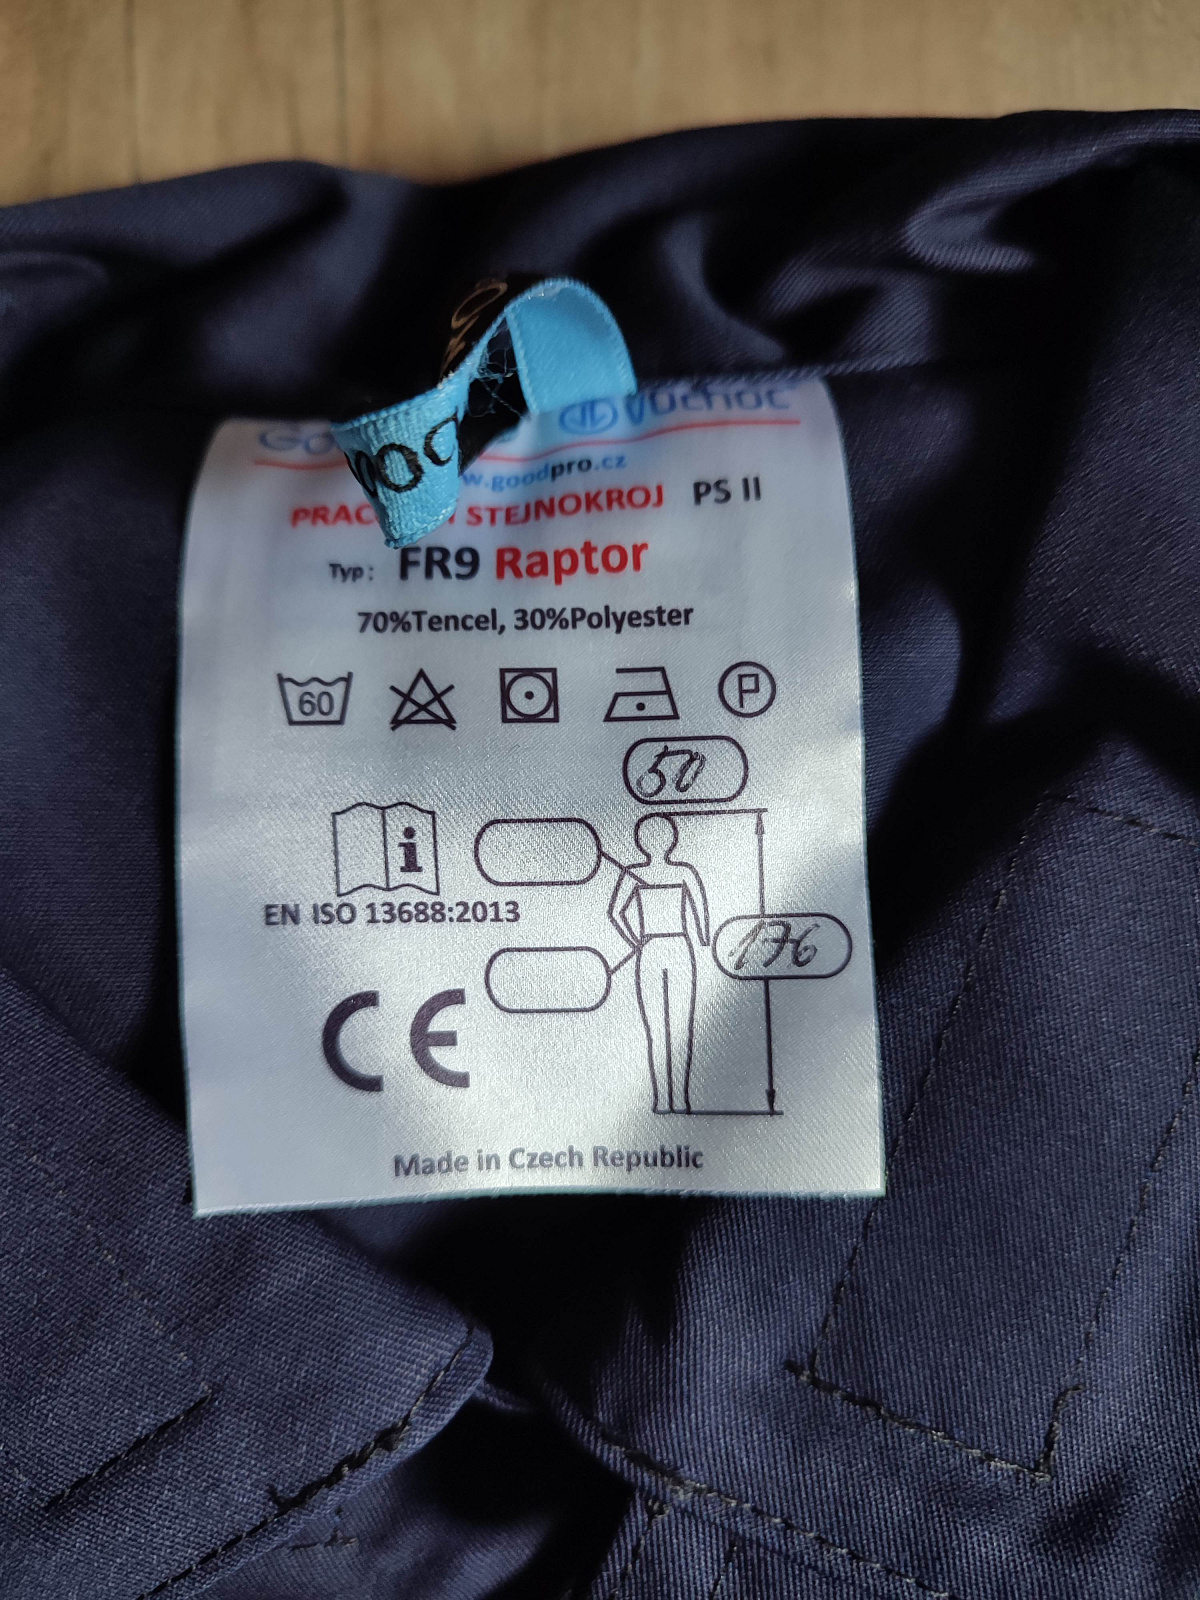 www.goodpro.cz
STEJNOKROJ PS II
Typ: FR9 Raptor
70%Tencel, 30%Polyester
60
P
50
i
EN ISO 13688:2013
176
CE
Made in Czech Republic